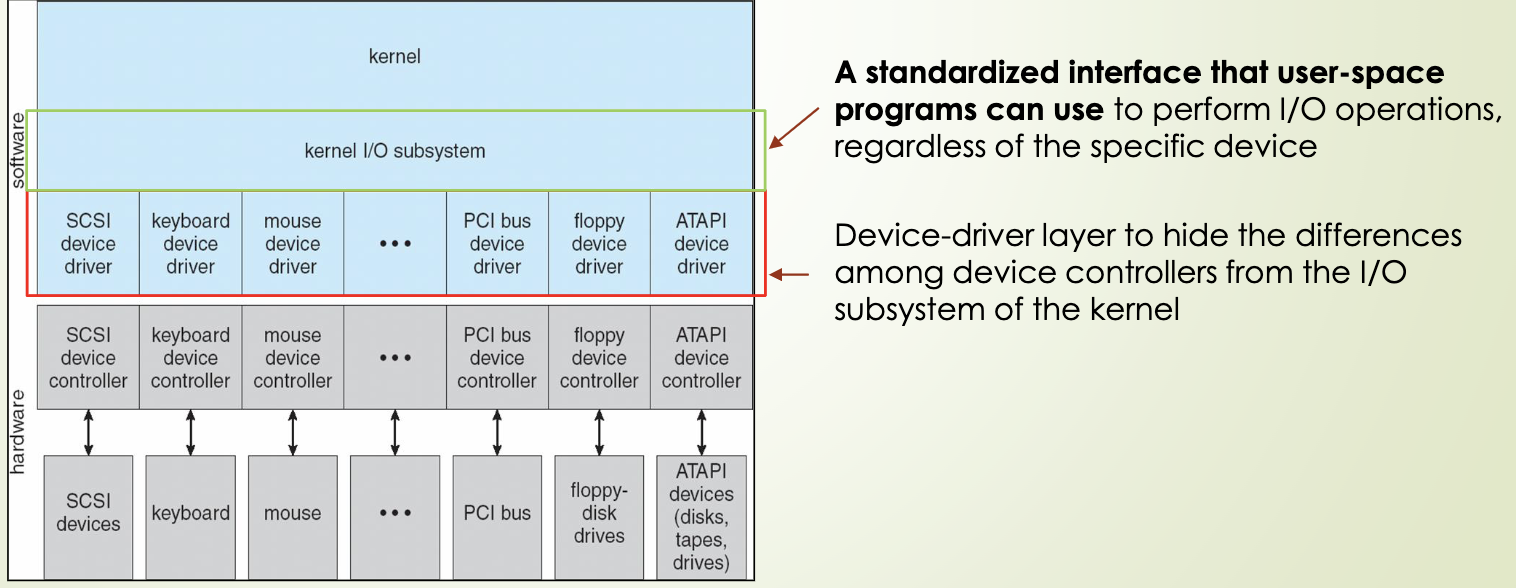 kernel
kernel I/O subsystem
software
SCSI
device
driver
keyboard
device
driver
mouse
device
driver
•••
PCI bus
device
driver
floppy
device
driver
ATAPI
device
driver
SCSI
device
controller
keyboard
device
controller
mouse
device
controller
•••
PCI bus
device
controller
floppy
device
controller
ATAPI
device
controller
hardware
SCSI
devices
keyboard
mouse
•••
PCI bus
floppy-
disk
drives
ATAPI
devices
(disks,
tapes,
drives)
A standardized interface that user-space
programs can use to perform I/O operations,
regardless of the specific device
Device-driver layer to hide the differences
among device controllers from the I/O
subsystem of the kernel